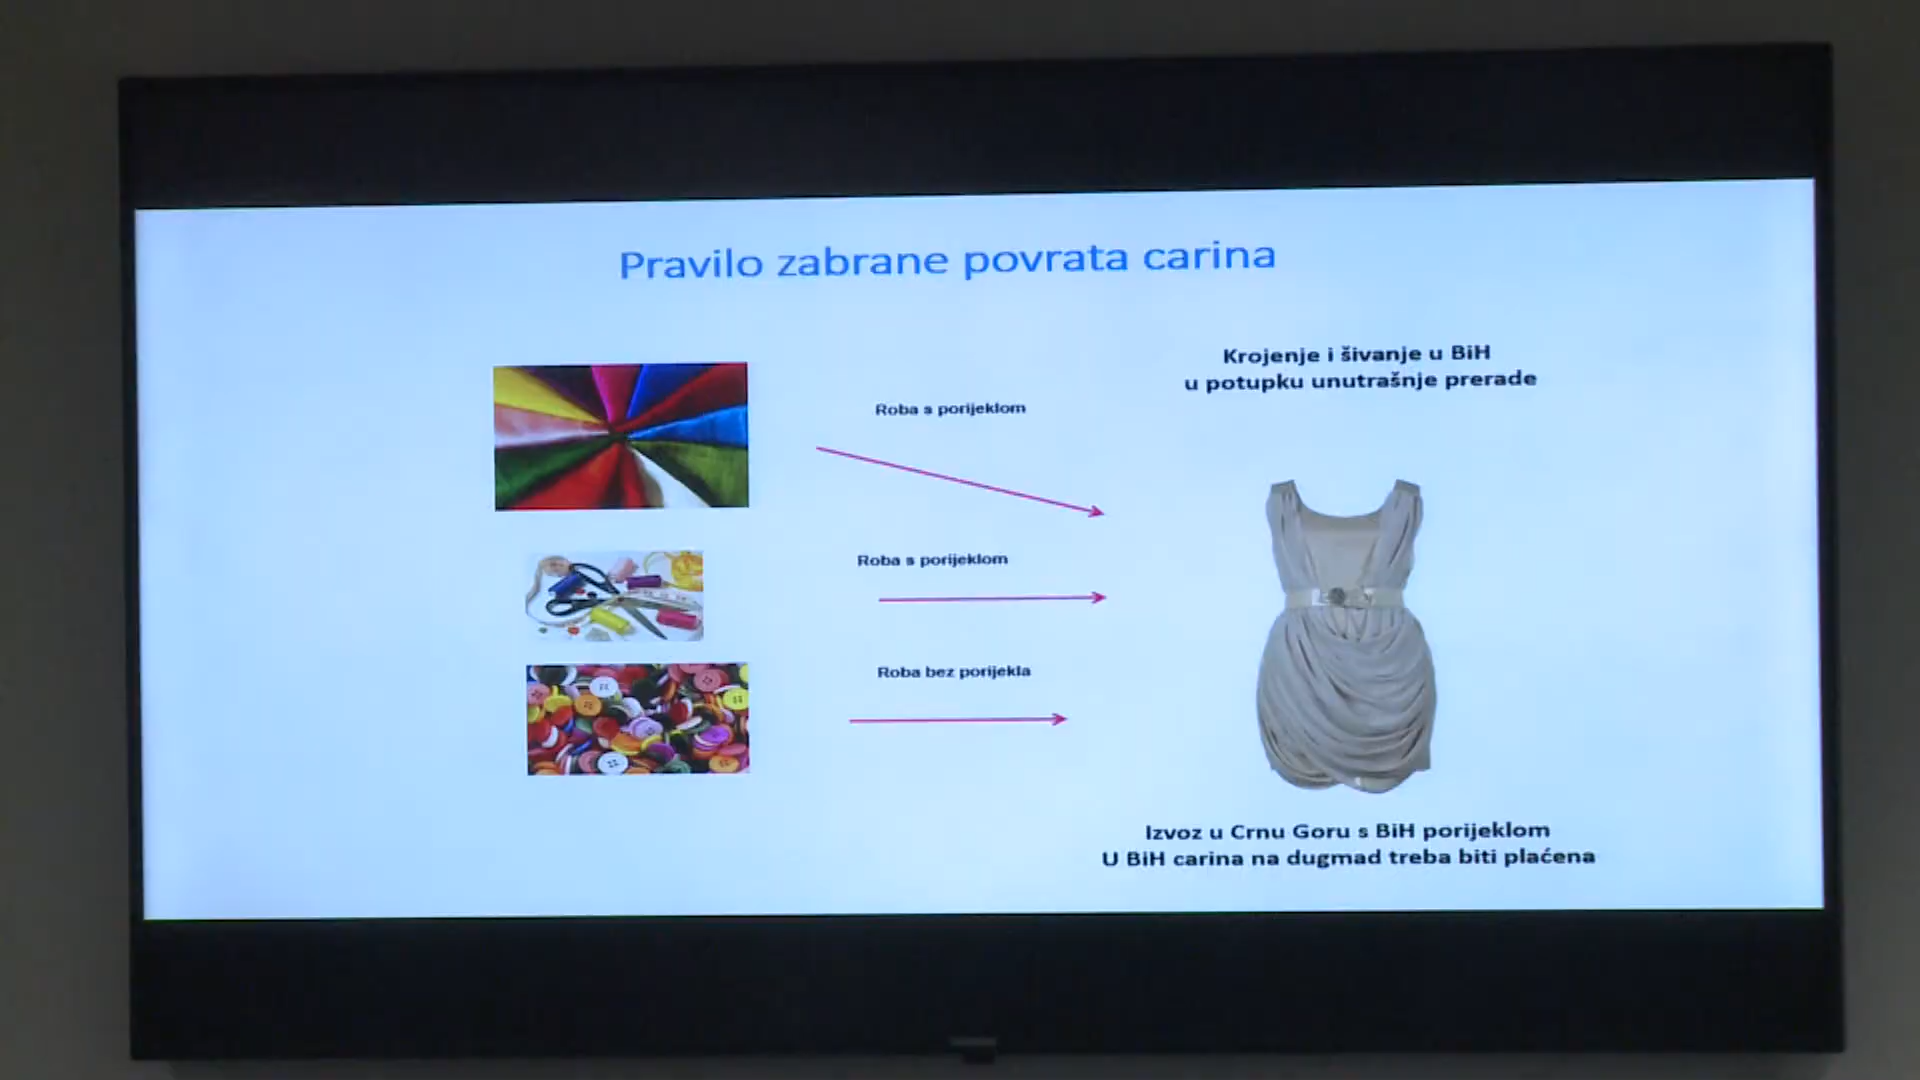 Pravilo zabrane povrata carina
Krojenje i šivanje u BiH
u potupku unutrašnje prerade
Roba s porijeklom
Roba s porijeklom
Roba bez porijekla
Izvoz u Crnu Goru s BiH porijeklom
U BiH carina na dugmad treba biti plaćena